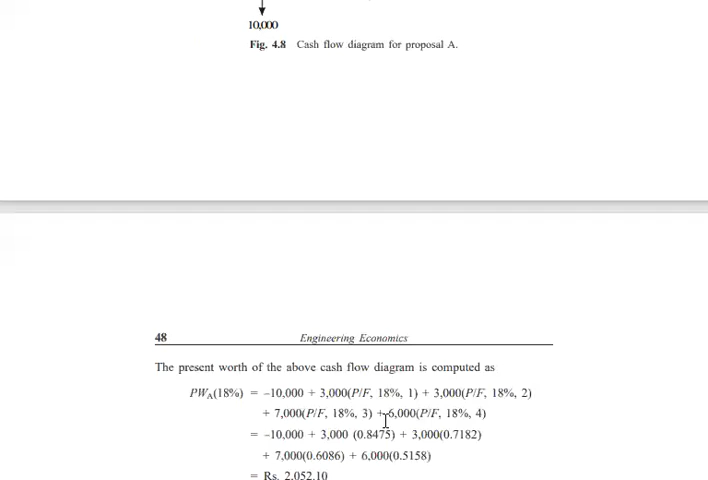 10,000
Fig. 4.8 Cash flow diagram for proposal A.
48 Engineering Economics
The present worth of the above cash flow diagram is computed as
PWA(18%) = –10,000 + 3,000(P/F, 18%, 1) + 3,000(P/F, 18%, 2)
+ 7,000(P/F, 18%, 3) + 6,000(P/F, 18%, 4)
= –10,000 + 3,000 (0.8475) + 3,000(0.7182)
+ 7,000(0.6086) + 6,000(0.5158)
= Rs. 2,052.10